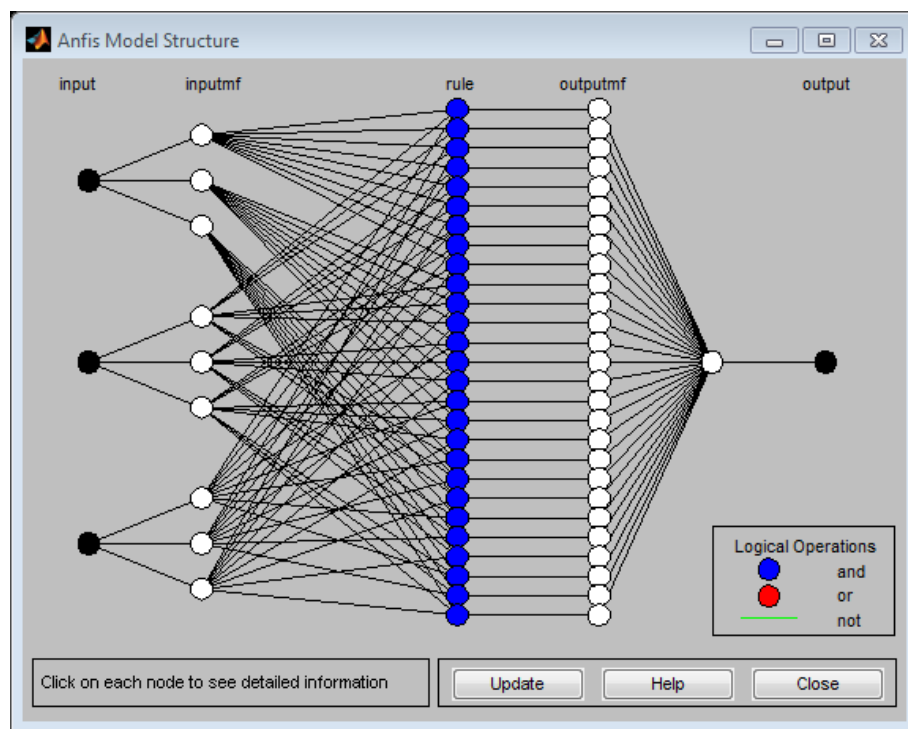 Anfis Model Structure
input inputmf rule outputmf output
Logical Operations
and
or
not
Click on each node to see detailed information
Update Help Close